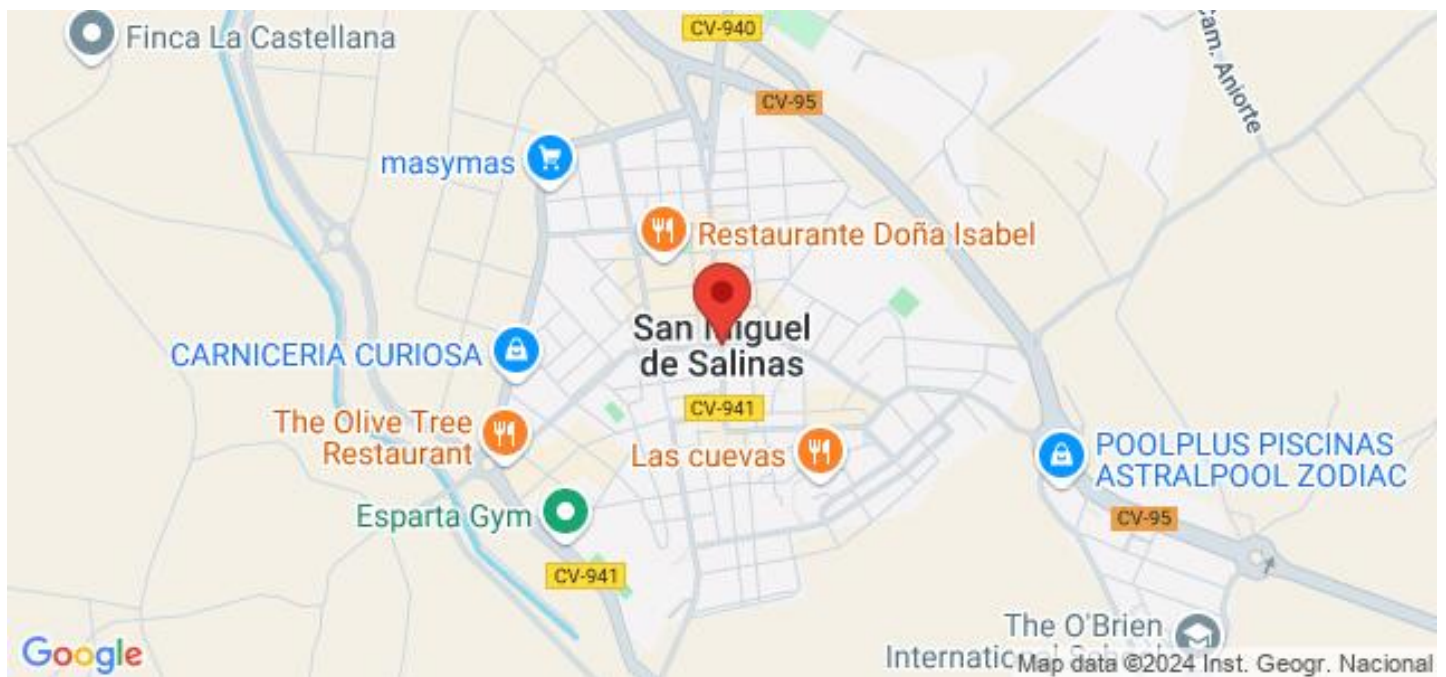 CV-940
Finca La Castellana
Cam. Aniorte
CV-95
masymas
Restaurante Doña Isabel
San Miguel
de Salinas
CARNICERIA CURIOSA
CV-941
The Olive Tree
Restaurant
Las cuevas
POOLPLUS PISCINAS
ASTRALPOOL ZODIAC
Esparta Gym
CV-95
CV-941
The O'Brien
International
Google
Map data ©2024 Inst. Geogr. Nacional